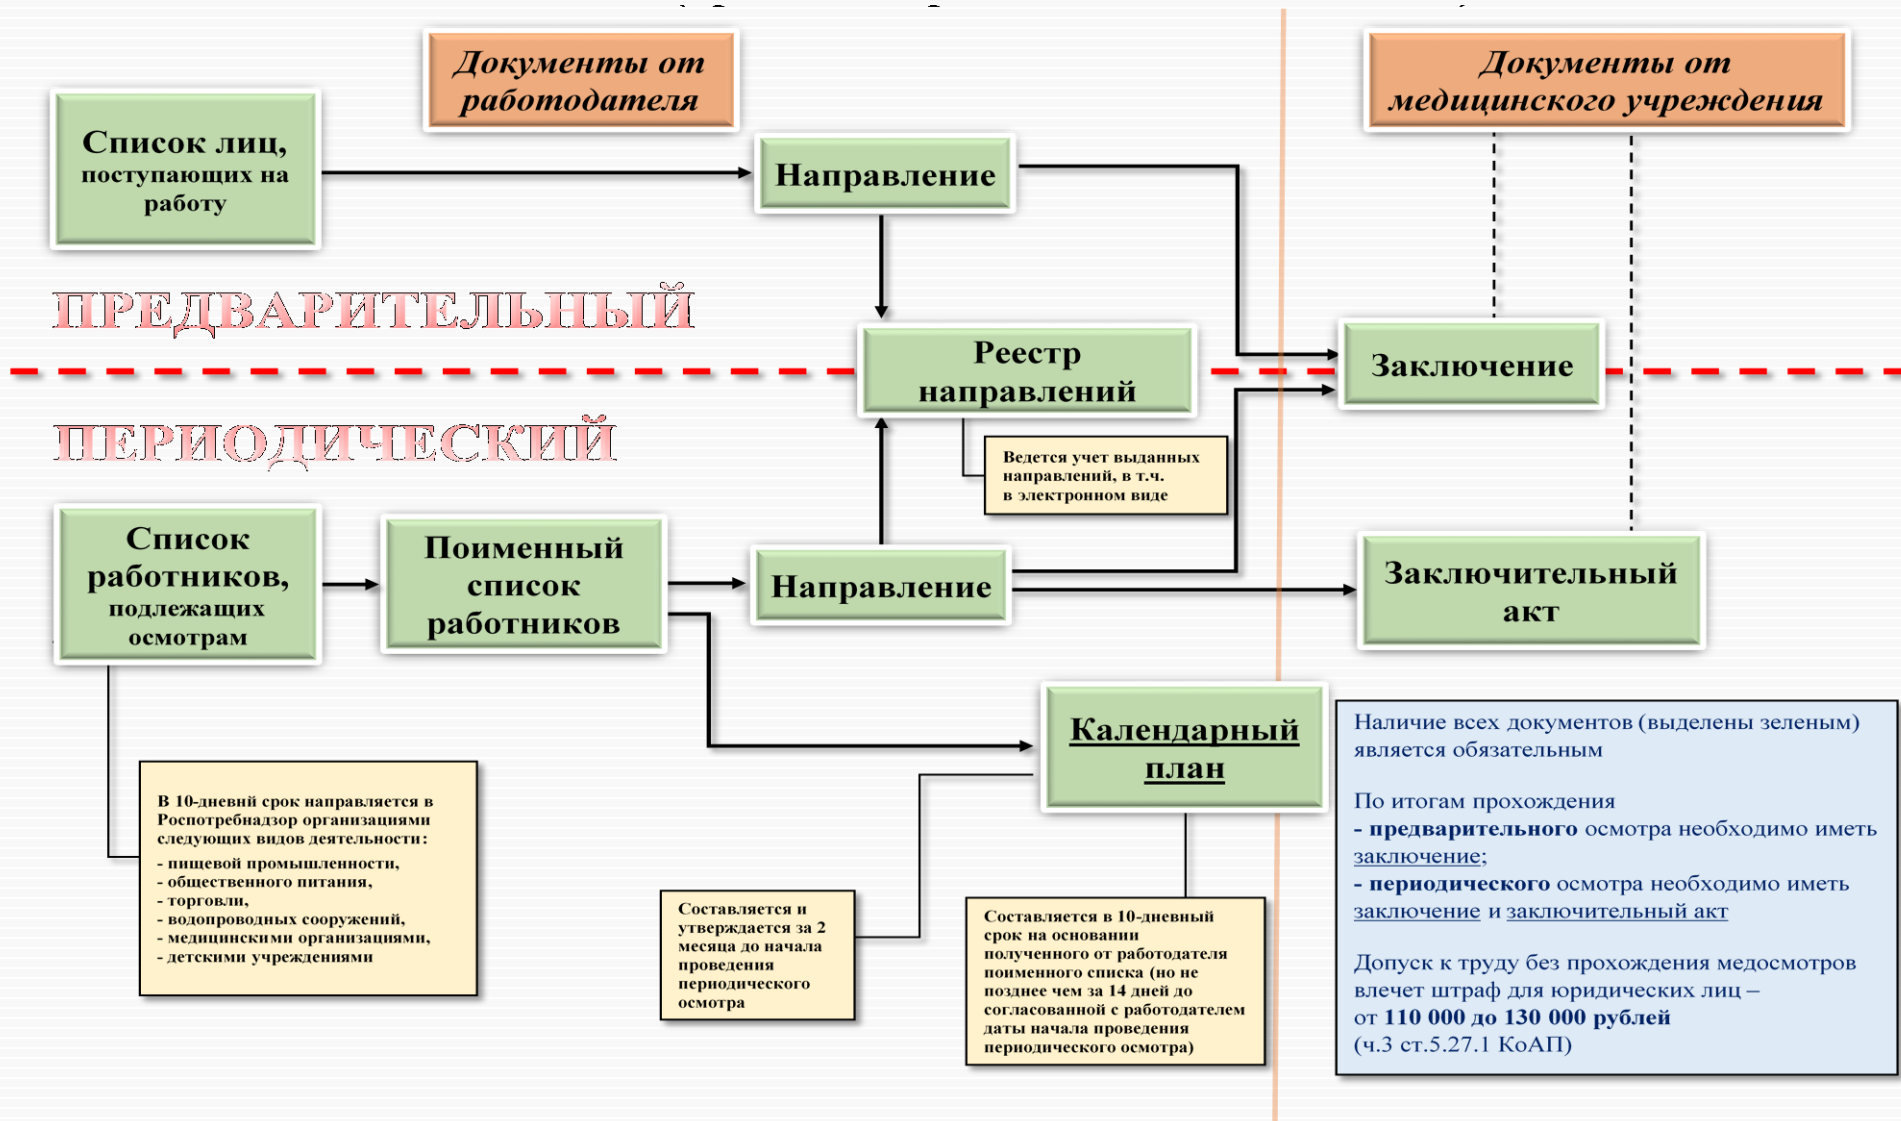 Документы от
работодателя
Документы от
медицинского учреждения
Список лиц,
поступающих на
работу
Направление
ПРЕДВАРИТЕЛЬНЫЙ
Реестр
направлений
Заключение
ПЕРИОДИЧЕСКИЙ
Ведется учет выданных
направлений, в т.ч.
в электронном виде
Список
работников,
подлежащих
осмотрам
Поименный
список
работников
Направление
Заключительный
акт
Календарный
план
В 10-дневнй срок направляется в
Роспотребнадзор организациями
следующих видов деятельности:
- пищевой промышленности,
- общественного питания,
- торговли,
- водопроводных сооружений,
- медицинскими организациями,
- детскими учреждениями
Составляется и
утверждается за 2
месяца до начала
проведения
периодического
осмотра
Составляется в 10-дневный
срок на основании
полученного от работодателя
поименного списка (но не
позднее чем за 14 дней до
согласованной с работодателем
даты начала проведения
периодического осмотра)
Наличие всех документов (выделены зеленым)
является обязательным
По итогам прохождения
- предварительного осмотра необходимо иметь
заключение;
- периодического осмотра необходимо иметь
заключение и заключительный акт
Допуск к труду без прохождения медосмотров
влечет штраф для юридических лиц –
от 110 000 до 130 000 рублей
(ч.3 ст.5.27.1 КоАП)